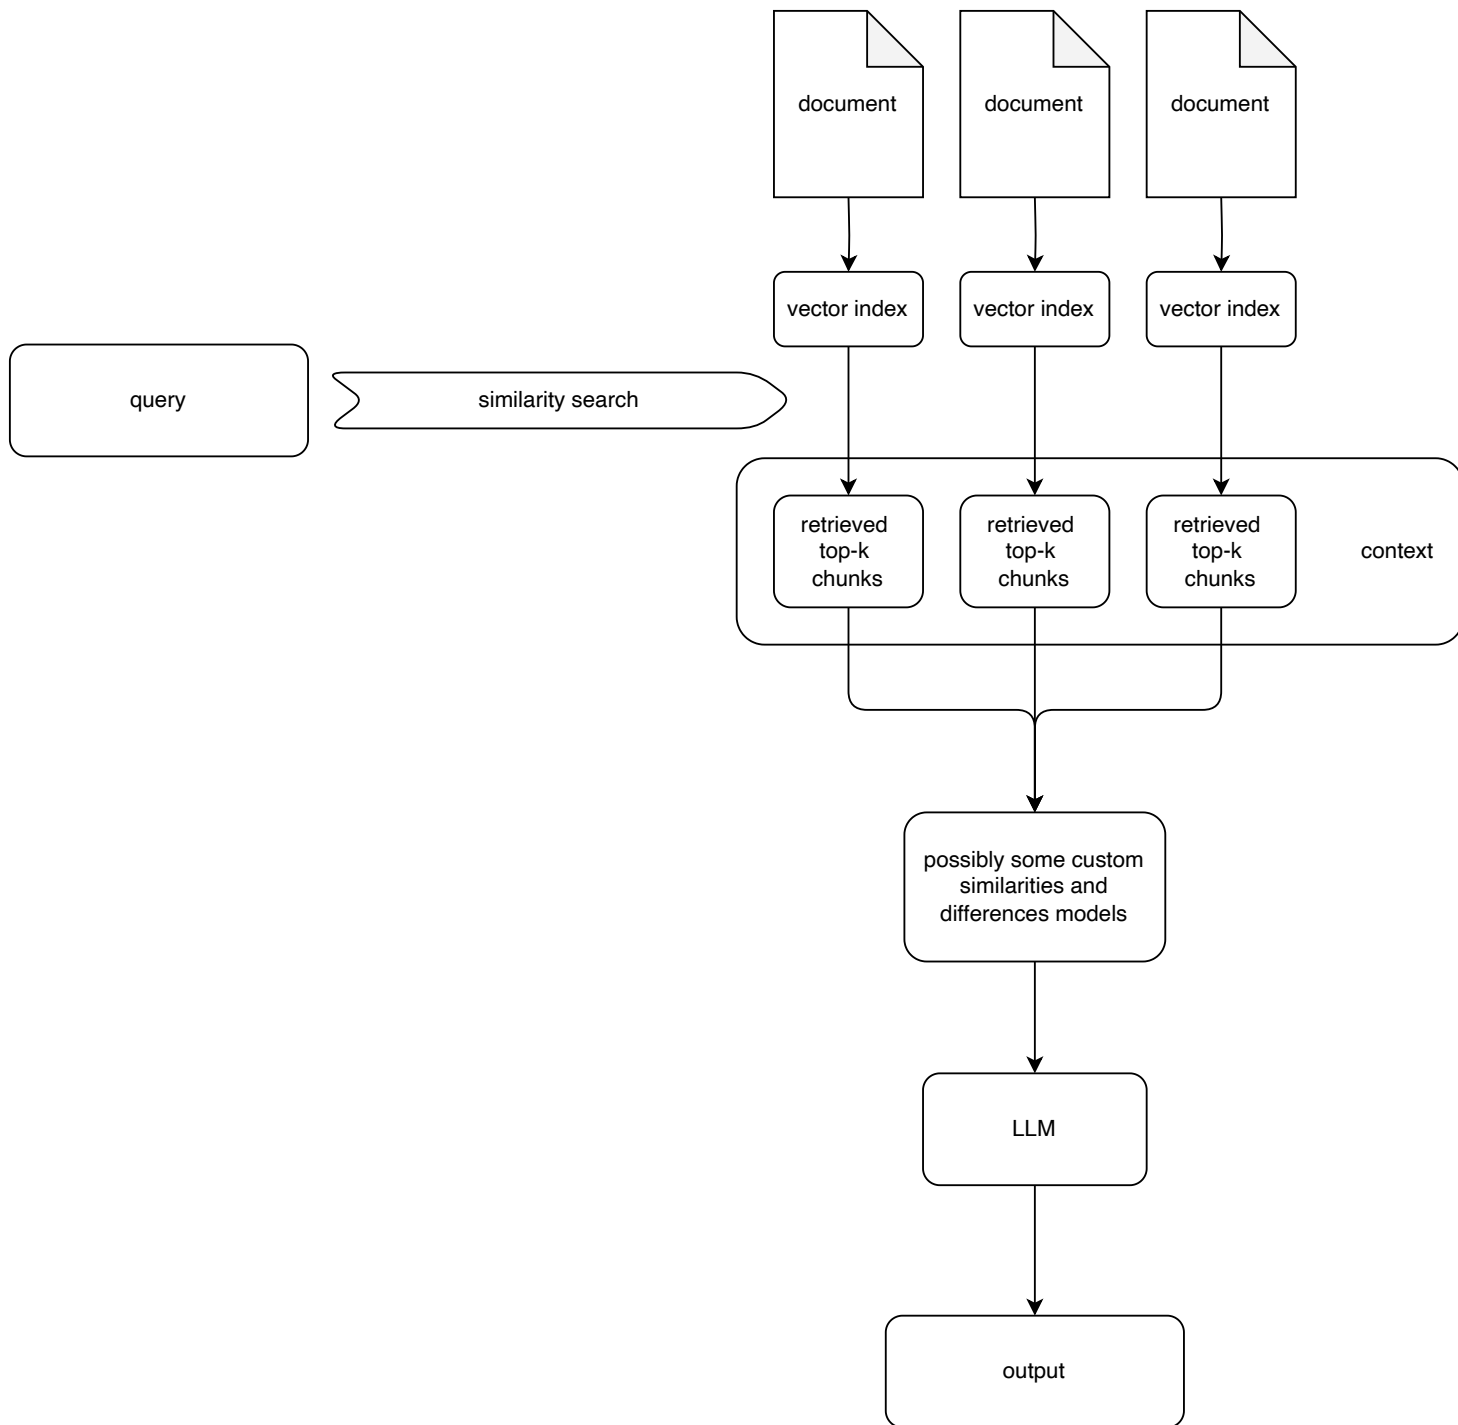 document
document
document
vector index
vector index
vector index
query
similarity search
retrieved
top-k
chunks
retrieved
top-k
chunks
retrieved
top-k
chunks
context
possibly some custom
similarities and
differences models
LLM
output